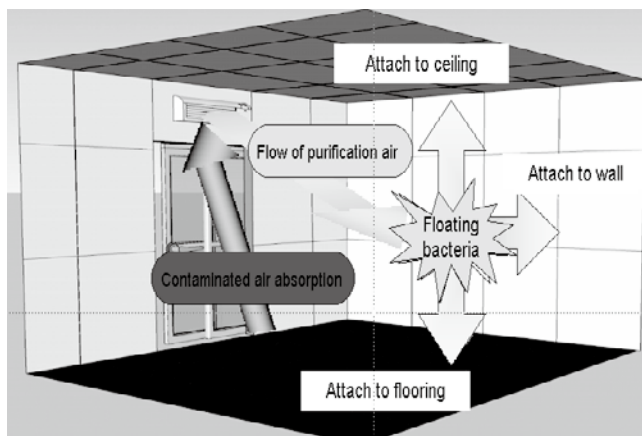 Attach to ceiling
Flow of purification air
Attach to wall
Floating
bacteria
Contaminated air absorption
Attach to flooring